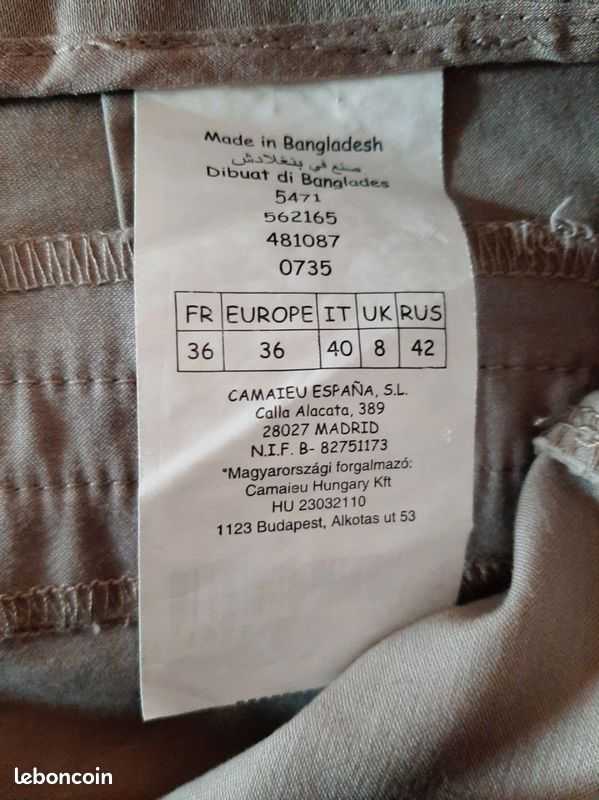 Made in Bangladesh
صنع في بنغلادش
Dibuat di Banglades
5471
562165
481087
0735
FR EUROPE IT UK RUS
36 36 40 8 42
CAMAIEU ESPAÑA, S.L.
Calla Alacata, 389
28027 MADRID
N.I.F. B- 82751173
*Magyarországi forgalmazó:
Camaieu Hungary Kft
HU 23032110
1123 Budapest, Alkotas ut 53
leboncoin